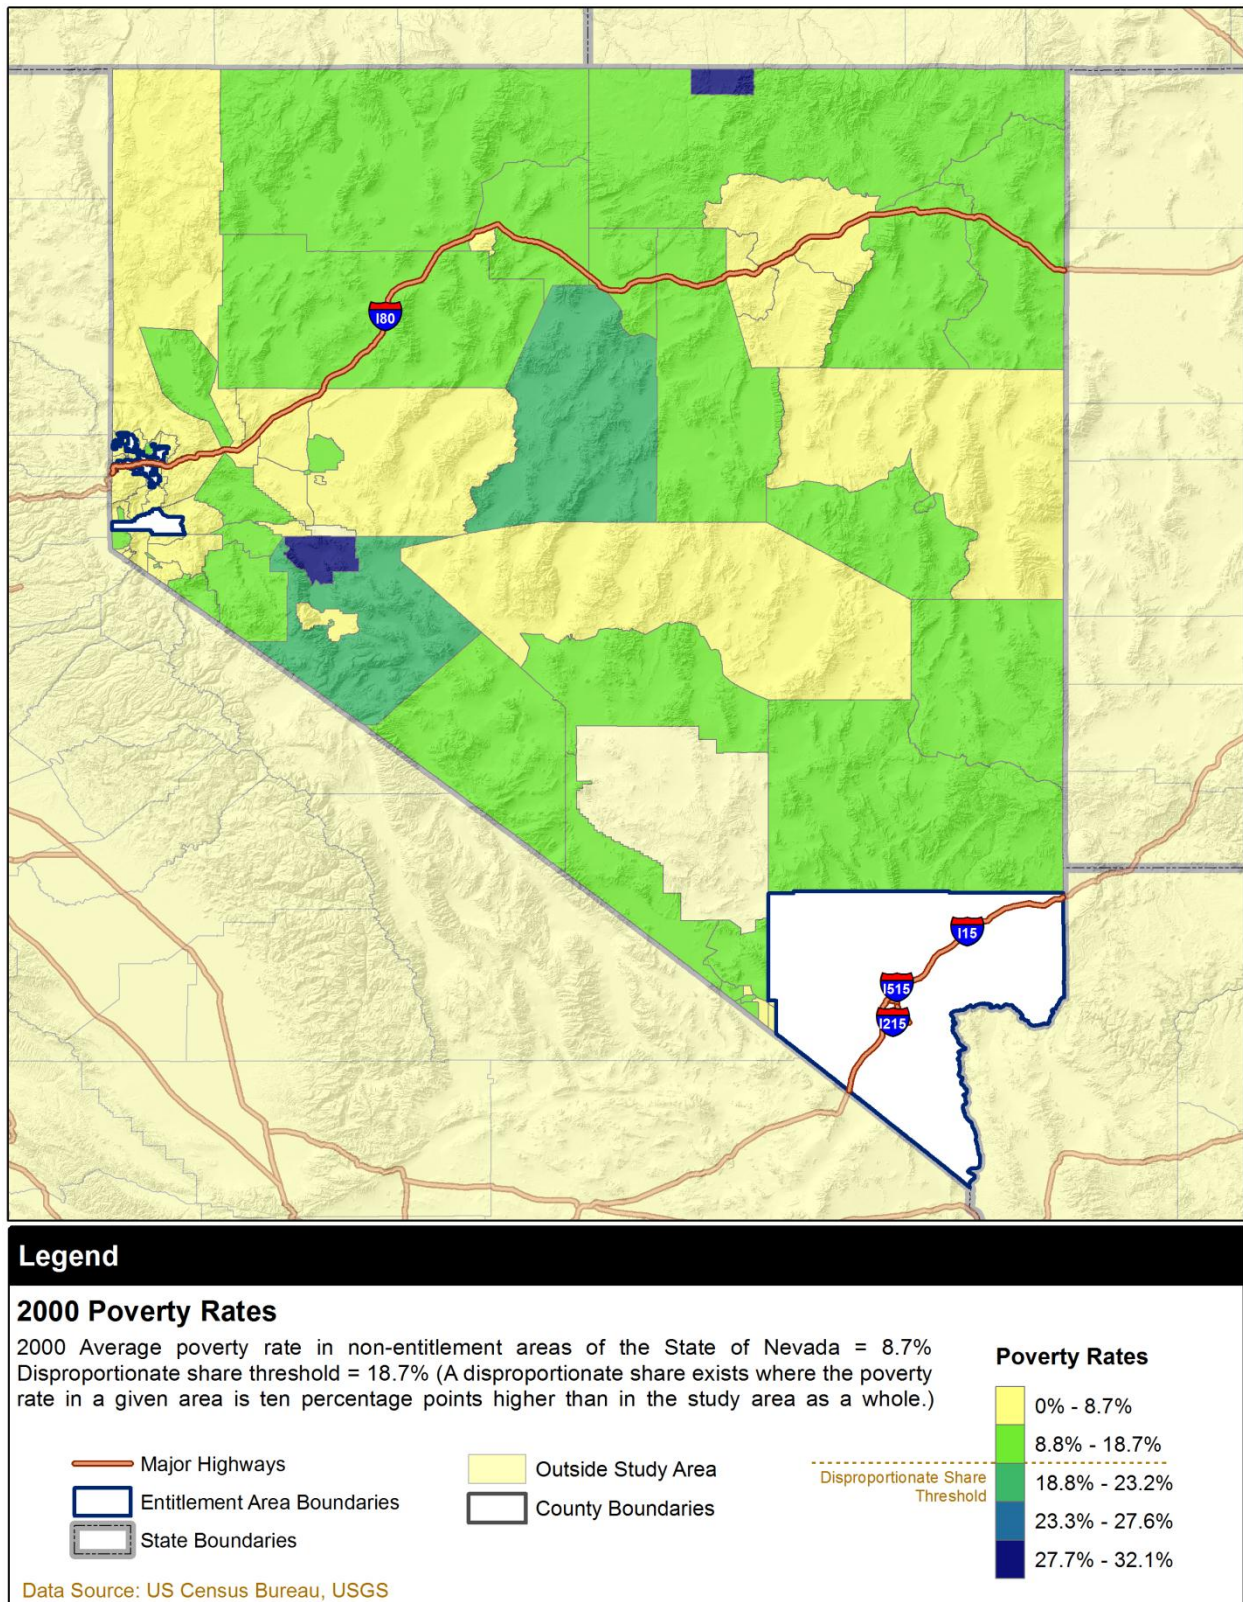 I80
I15
I515
I215
Legend
2000 Poverty Rates
2000 Average poverty rate in non-entitlement areas of the State of Nevada = 8.7%
Disproportionate share threshold = 18.7% (A disproportionate share exists where the poverty
rate in a given area is ten percentage points higher than in the study area as a whole.)
Major Highways
Entitlement Area Boundaries
State Boundaries
Outside Study Area
County Boundaries
Poverty Rates
0% - 8.7%
8.8% - 18.7%
Disproportionate Share
Threshold
18.8% - 23.2%
23.3% - 27.6%
27.7% - 32.1%
Data Source: US Census Bureau, USGS